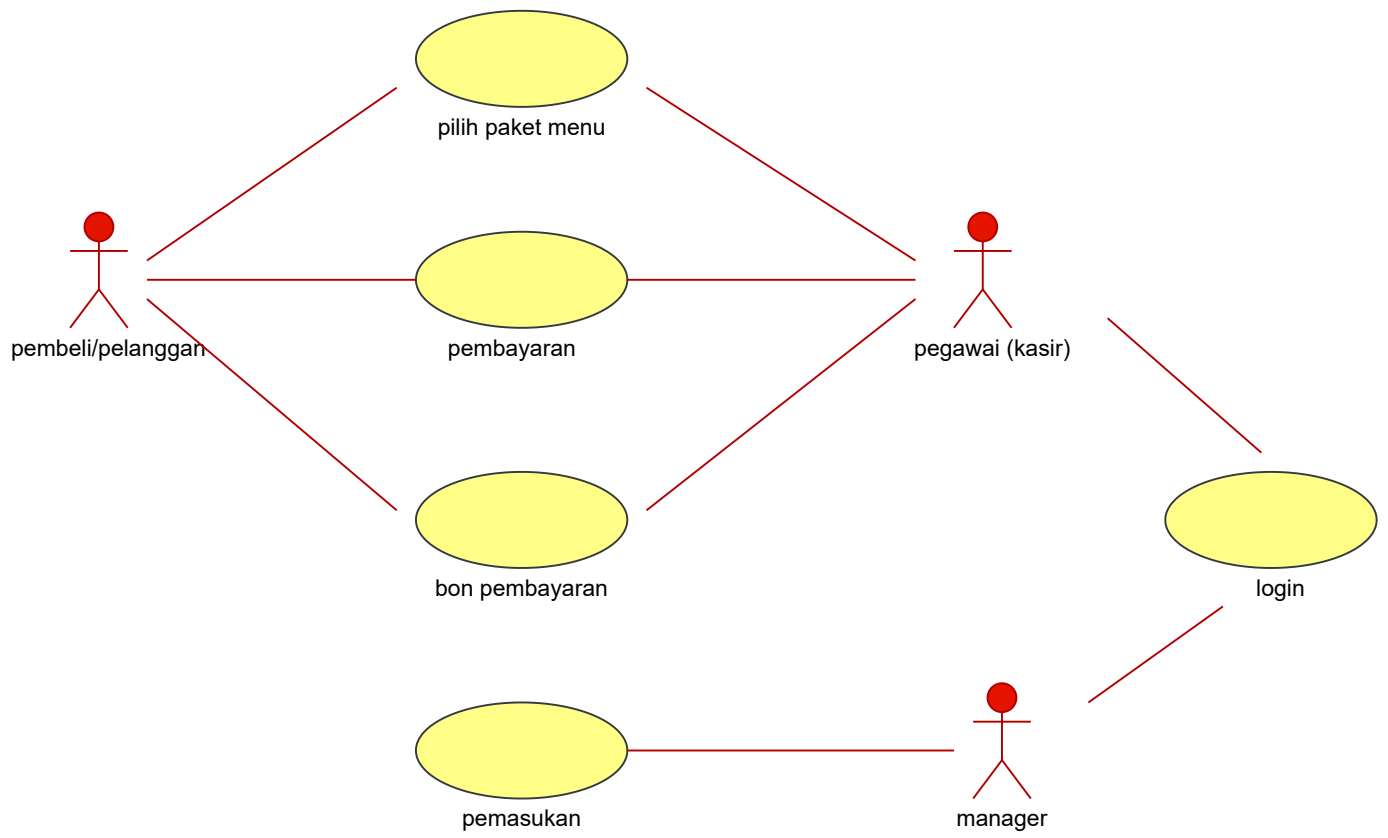 pilih paket menu
pembeli/pelanggan
pembayaran
pegawai (kasir)
bon pembayaran
login
pemasukan
manager